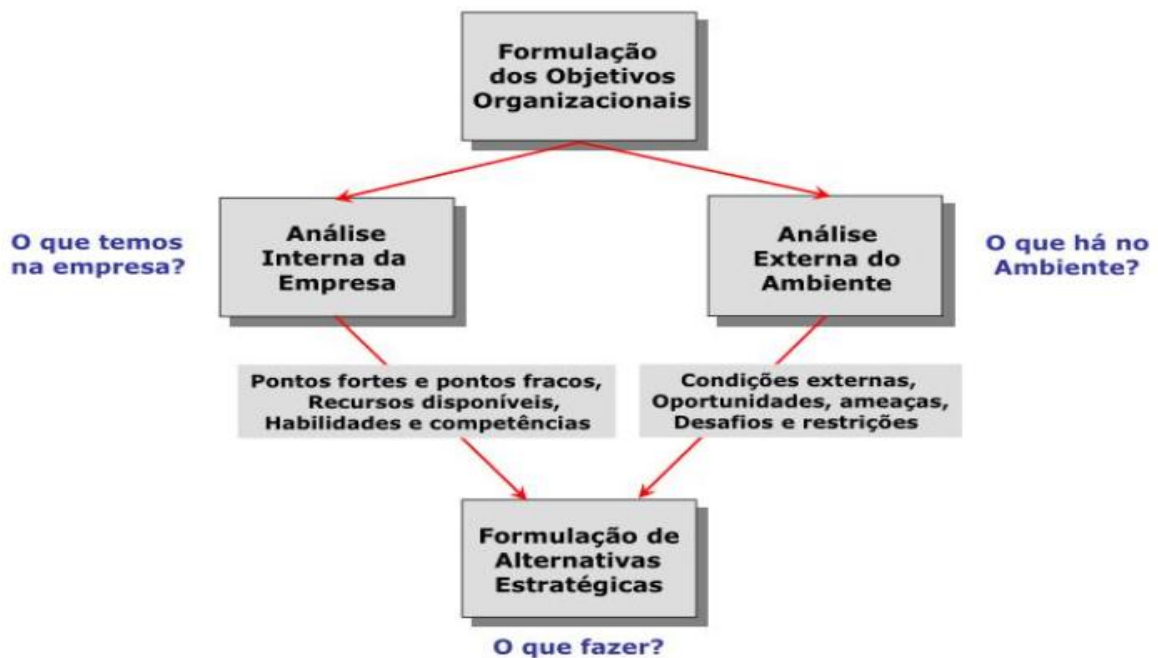 Formulação
dos Objetivos
Organizacionais
O que temos
na empresa?
Análise
Interna da
Empresa
Análise
Externa do
Ambiente
O que há no
Ambiente?
Pontos fortes e pontos fracos,
Recursos disponíveis,
Habilidades e competências
Condições externas,
Oportunidades, ameaças,
Desafios e restrições
Formulação de
Alternativas
Estratégicas
O que fazer?